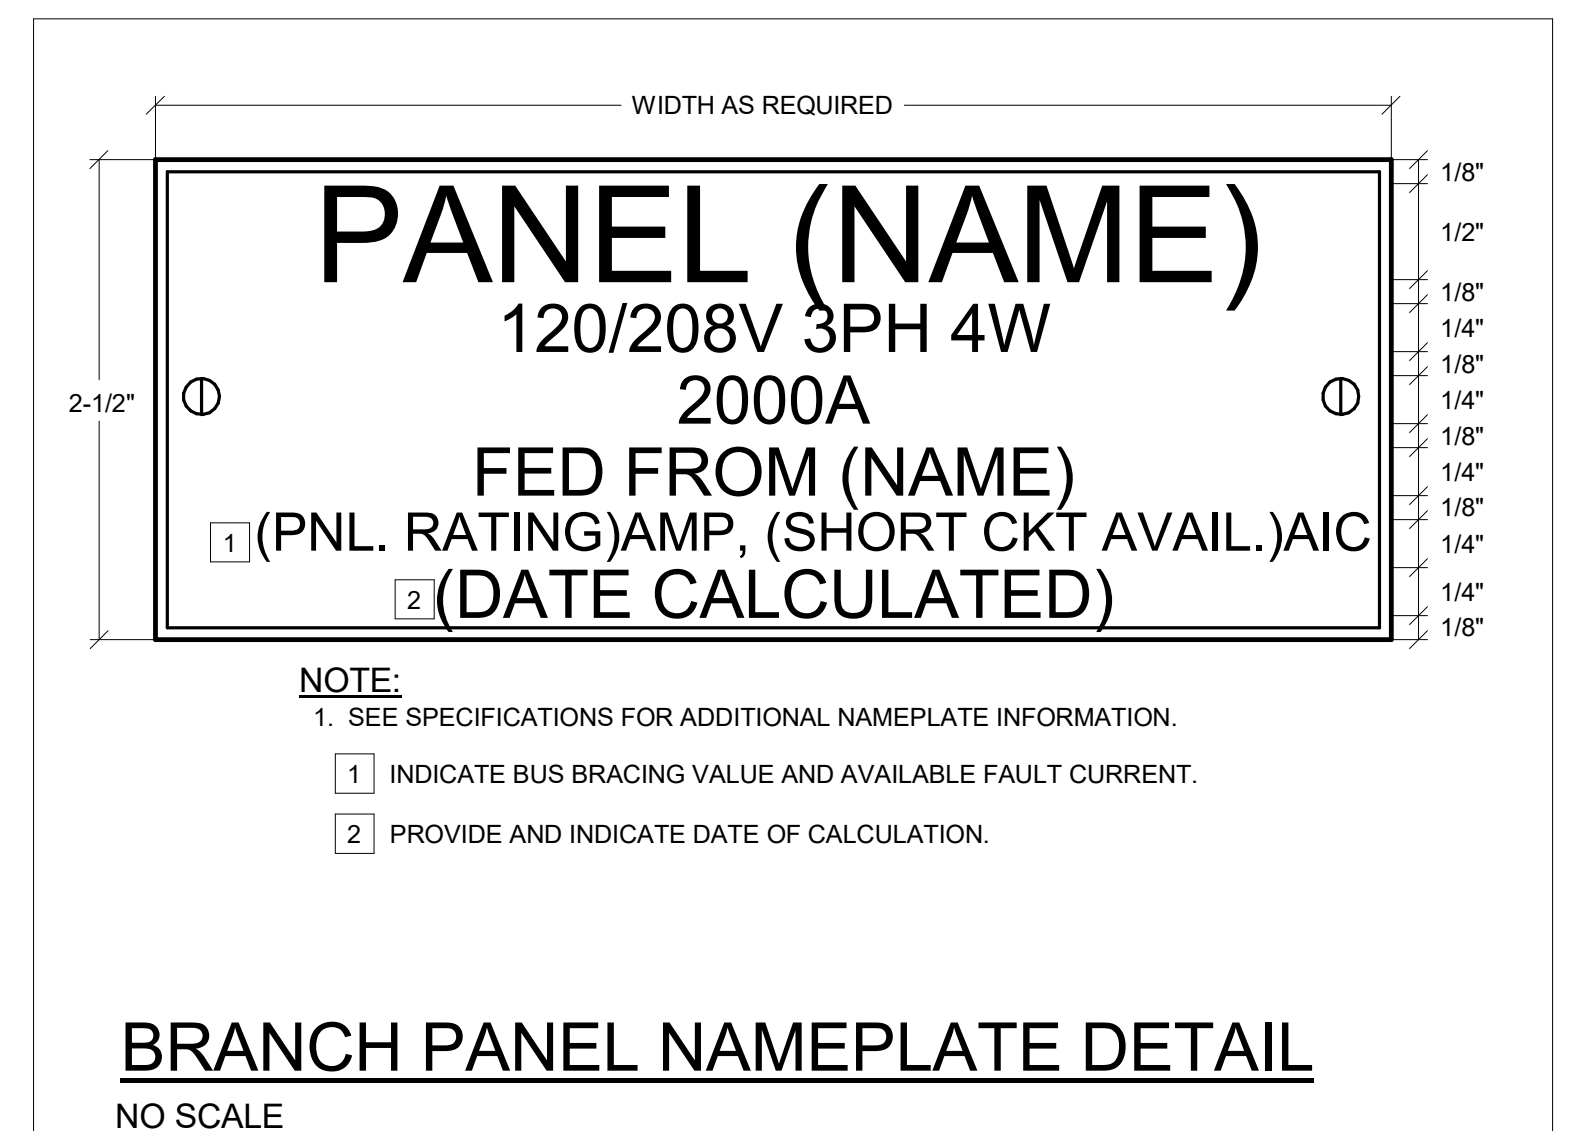 WIDTH AS REQUIRED
PANEL (NAME)
120/208V 3PH 4W
2000A
FED FROM (NAME)
1 (PNL. RATING)AMP, (SHORT CKT AVAIL.)AIC
2 (DATE CALCULATED)
2-1/2"
1/8"
1/2"
1/8"
1/4"
1/8"
1/4"
1/8"
1/4"
1/8"
1/4"
1/4"
1/8"
NOTE:
1. SEE SPECIFICATIONS FOR ADDITIONAL NAMEPLATE INFORMATION.
1 INDICATE BUS BRACING VALUE AND AVAILABLE FAULT CURRENT.
2 PROVIDE AND INDICATE DATE OF CALCULATION.
BRANCH PANEL NAMEPLATE DETAIL
NO SCALE